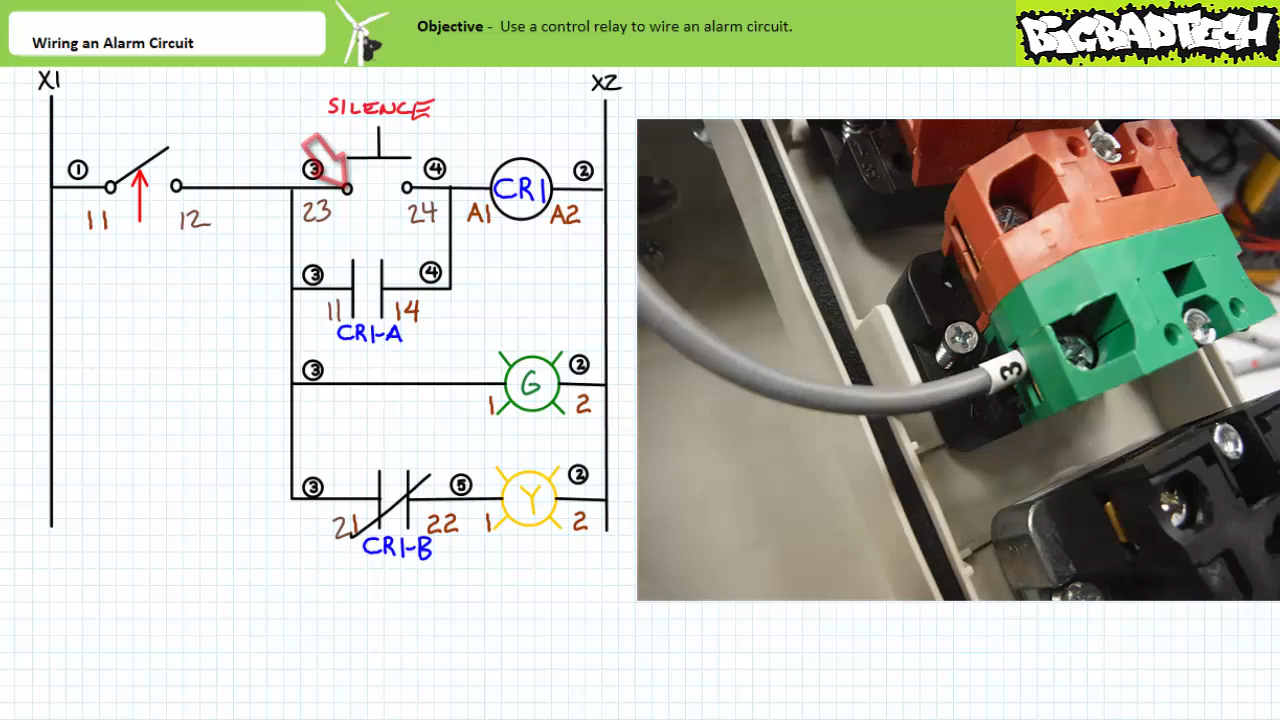 Wiring an Alarm Circuit
Objective - Use a control relay to wire an alarm circuit.
BIGBADTECH
X1
X2
SILENCE
1 3 4 2
CR1
11 12 23 24 A1 A2
3 4
11 14
CR1-A
3 2
G
1 2
3 5 2
Y
21 22 1 2
CR1-B
3